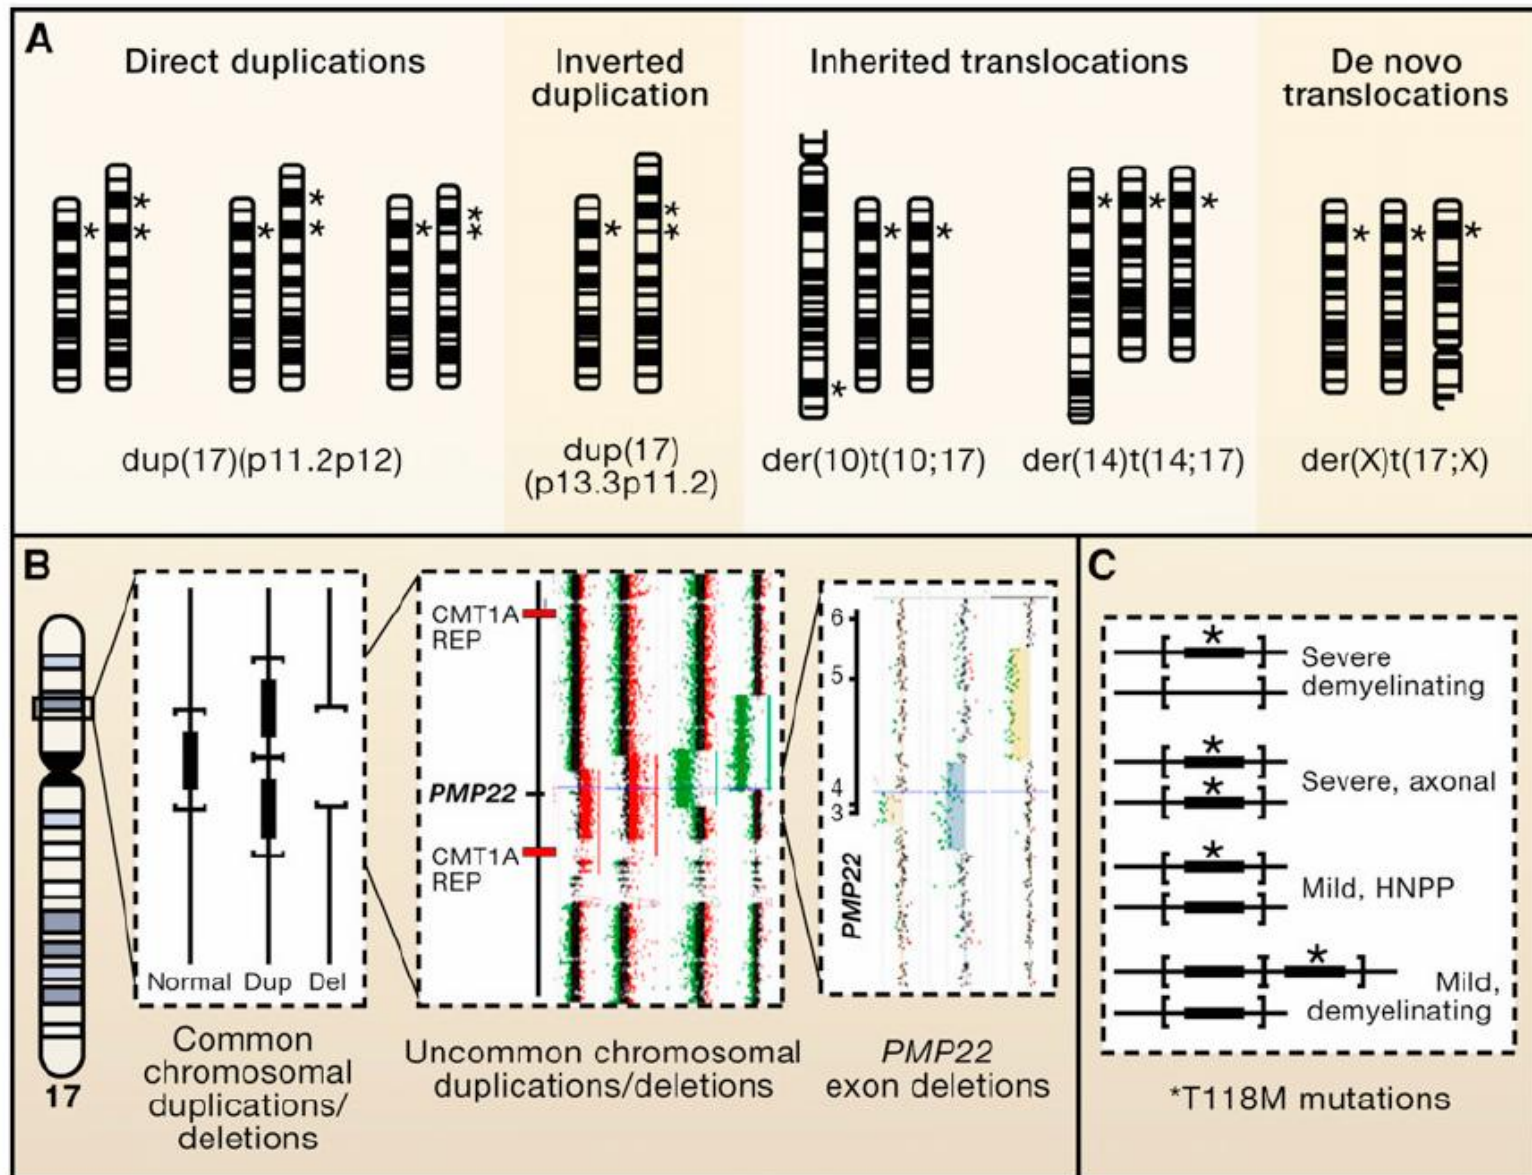 A
Direct duplications
Inverted
duplication
Inherited translocations
De novo
translocations
* * *
* * *
* * *
* * *
* * *
* * *
* * *
dup(17)(p11.2p12)
dup(17)
(p13.3p11.2)
der(10)t(10;17)
der(14)t(14;17)
der(X)t(17;X)
B
17
Normal Dup Del
Common
chromosomal
duplications/
deletions
CMT1A
REP
PMP22
CMT1A
REP
Uncommon chromosomal
duplications/deletions
6
5
4
3
PMP22
PMP22
exon deletions
C
*
Severe
demyelinating
*
*
Severe, axonal
*
Mild, HNPP
*
Mild,
demyelinating
*T118M mutations